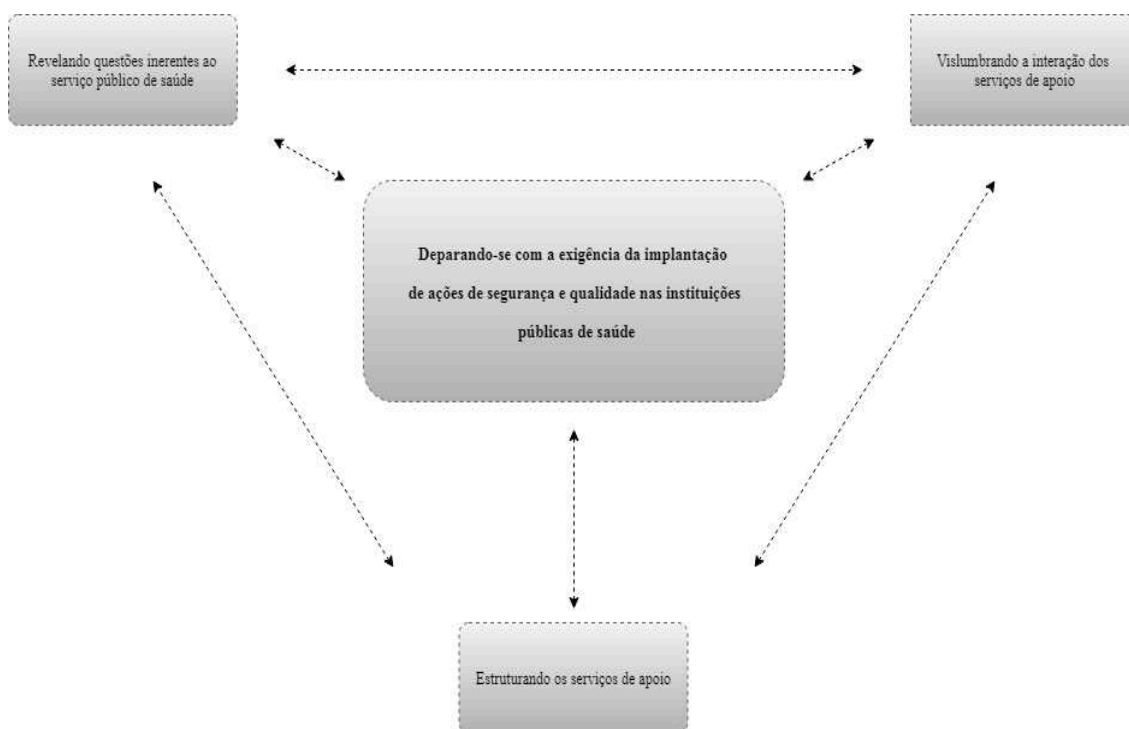 Revelando questões inerentes ao
serviço público de saúde
Vislumbrando a interação dos
serviços de apoio
Deparando-se com a exigência da implantação
de ações de segurança e qualidade nas instituições
públicas de saúde
Estruturando os serviços de apoio